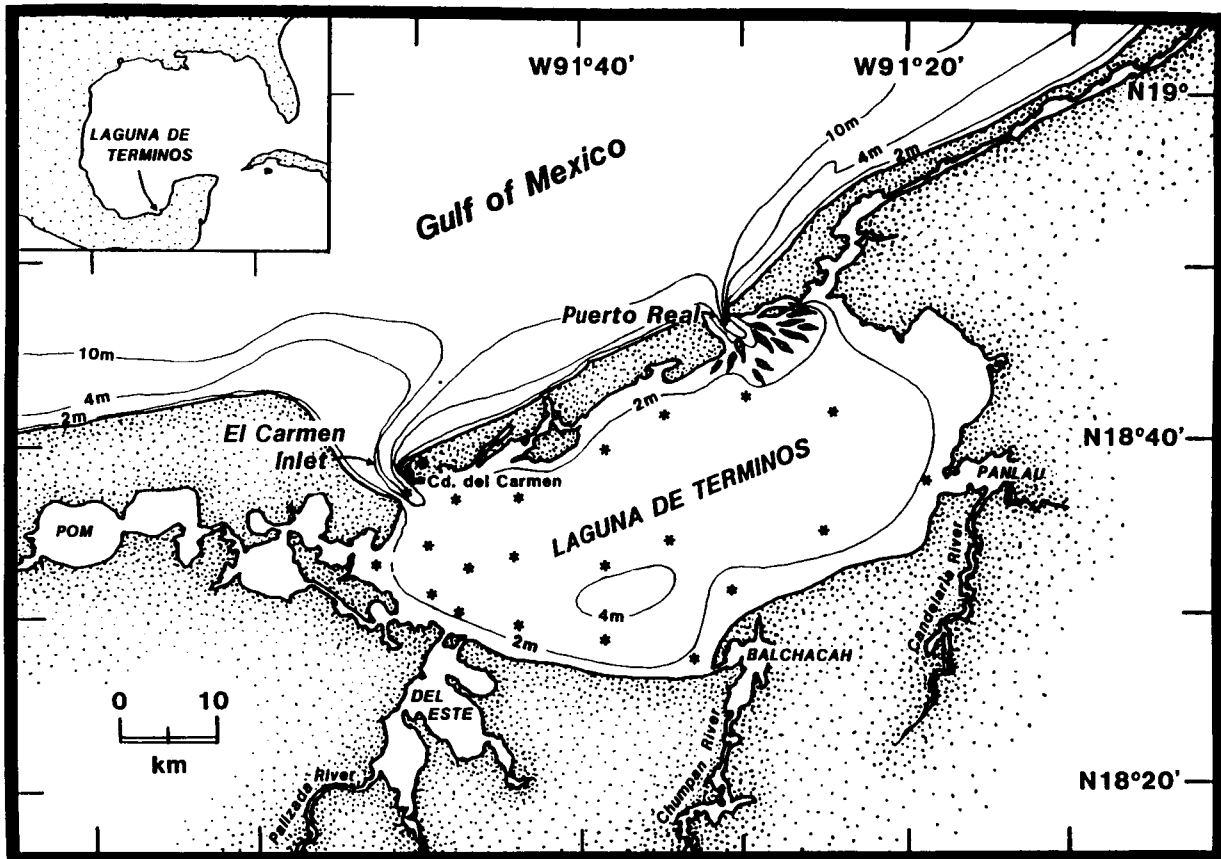 LAGUNA DE
TERMINOS
W91°40'
W91°20'
N19°
10m
4m
2m
Gulf of Mexico
Puerto Real
10m
4m
2m
El Carmen
Inlet
2m
Cd. del Carmen
N18°40'
PANLAU
POM
LAGUNA DE TERMINOS
Candelaria River
4m
2m
BALCHACAH
DEL
ESTE
0 10
km
Palizada River
Chumpan River
N18°20'